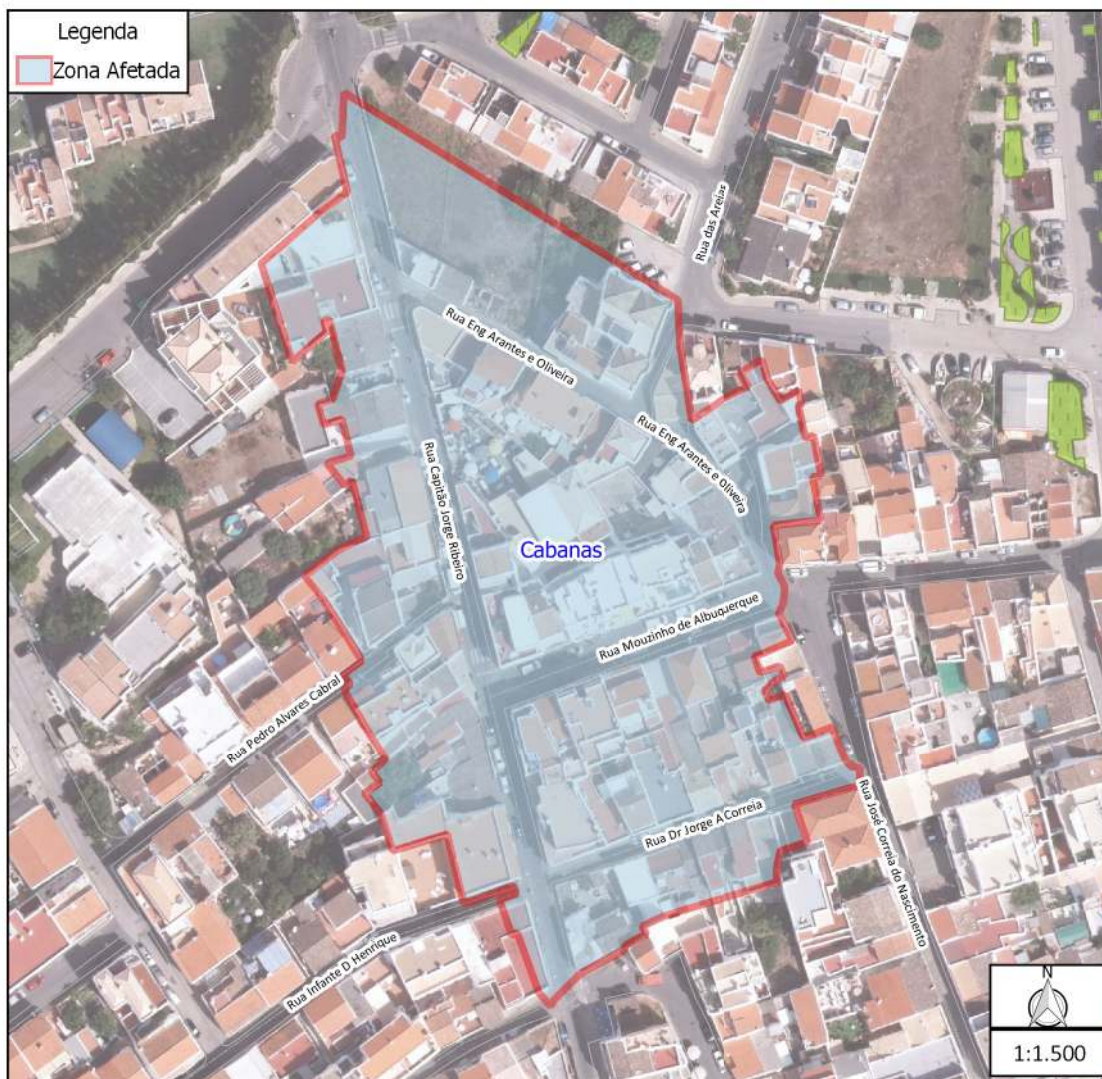 Legenda
Zona Afetada
Rua das Areias
Rua Eng Arantes e Oliveira
Rua Eng Arantes e Oliveira
Rua Capitão Jorge Ribeiro
Cabanas
Rua Mouzinho de Albuquerque
Rua Pedro Alvares Cabral
Rua Dr Jorge A Correia
Rua José Correia do Nascimento
Rua Infante D Henrique
N
1:1.500